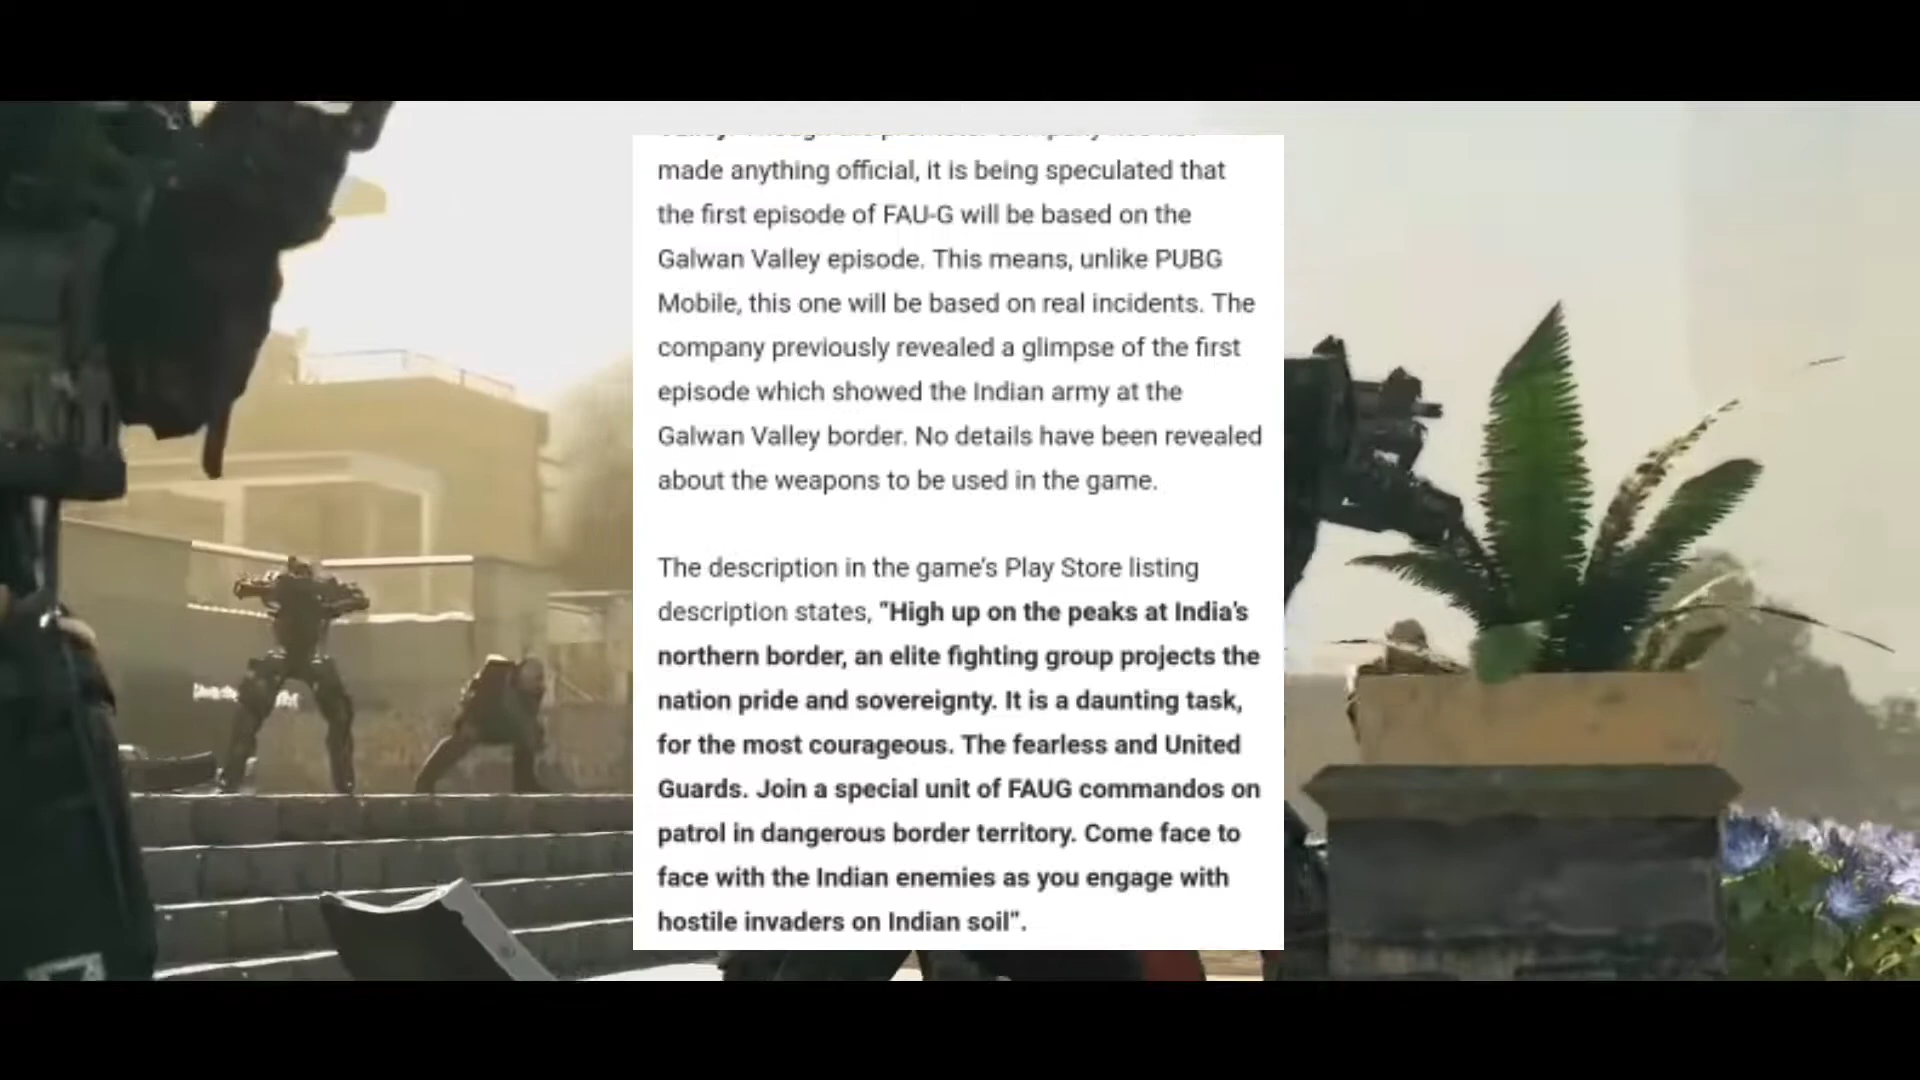 made anything official, it is being speculated that
the first episode of FAU-G will be based on the
Galwan Valley episode. This means, unlike PUBG
Mobile, this one will be based on real incidents. The
company previously revealed a glimpse of the first
episode which showed the Indian army at the
Galwan Valley border. No details have been revealed
about the weapons to be used in the game.
The description in the game's Play Store listing
description states, "High up on the peaks at India's
northern border, an elite fighting group projects the
nation pride and sovereignty. It is a daunting task,
for the most courageous. The fearless and United
Guards. Join a special unit of FAUG commandos on
patrol in dangerous border territory. Come face to
face with the Indian enemies as you engage with
hostile invaders on Indian soil".